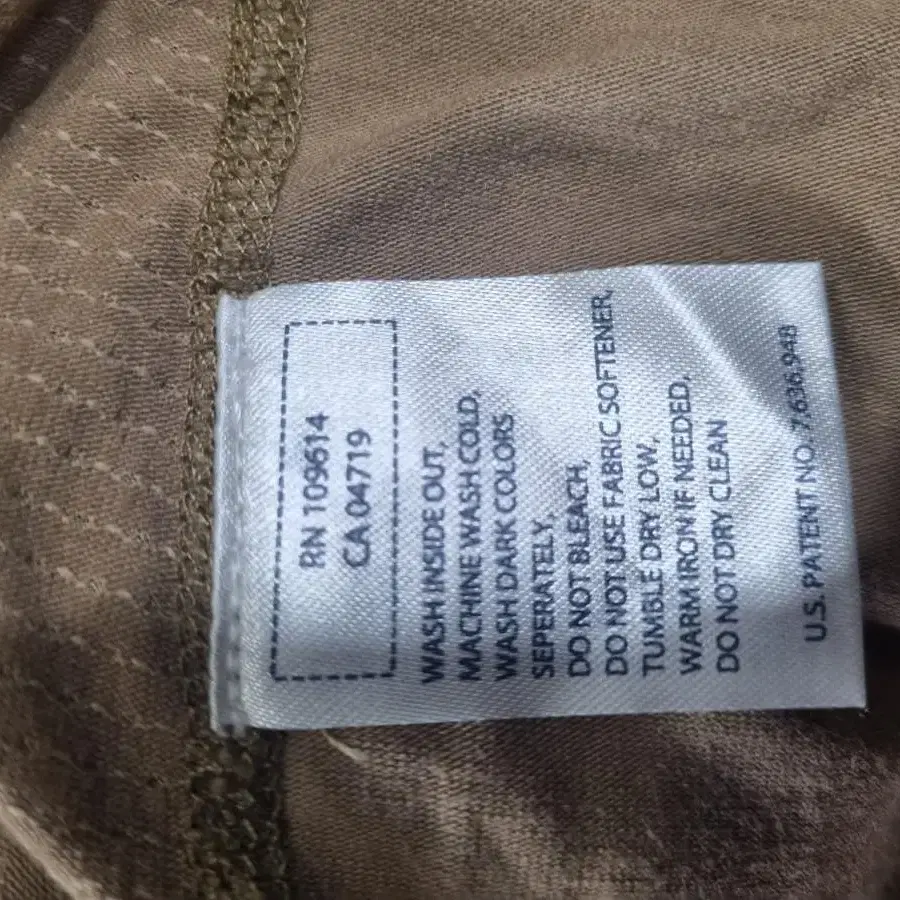 RN 109614
CA 04719
WASH INSIDE OUT,
MACHINE WASH COLD,
WASH DARK COLORS
SEPERATELY,
DO NOT BLEACH,
DO NOT USE FABRIC SOFTENER,
TUMBLE DRY LOW,
WARM IRON IF NEEDED,
DO NOT DRY CLEAN
U.S. PATENT NO. 7,636,948